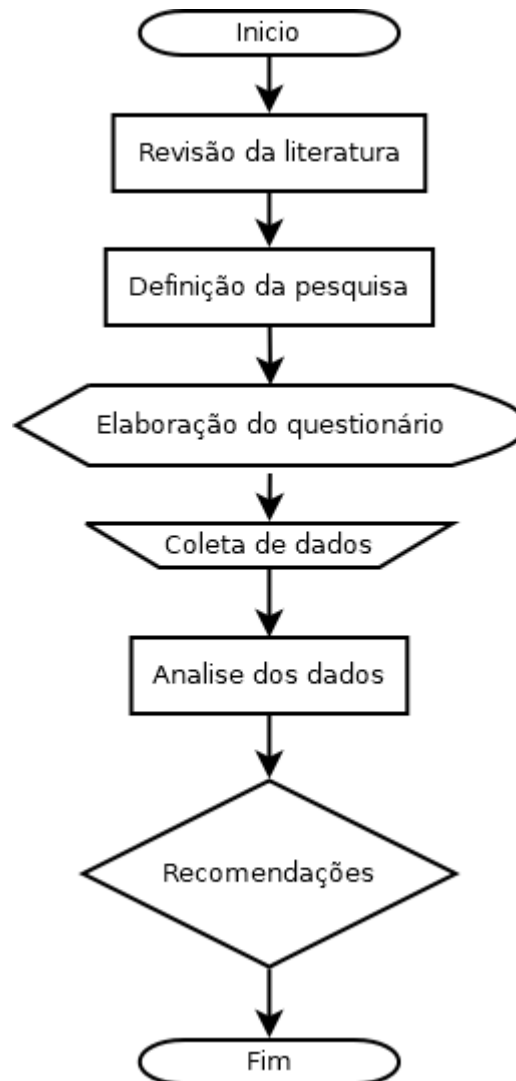 Inicio
Revisão da literatura
Definição da pesquisa
Elaboração do questionário
Coleta de dados
Analise dos dados
Recomendações
Fim